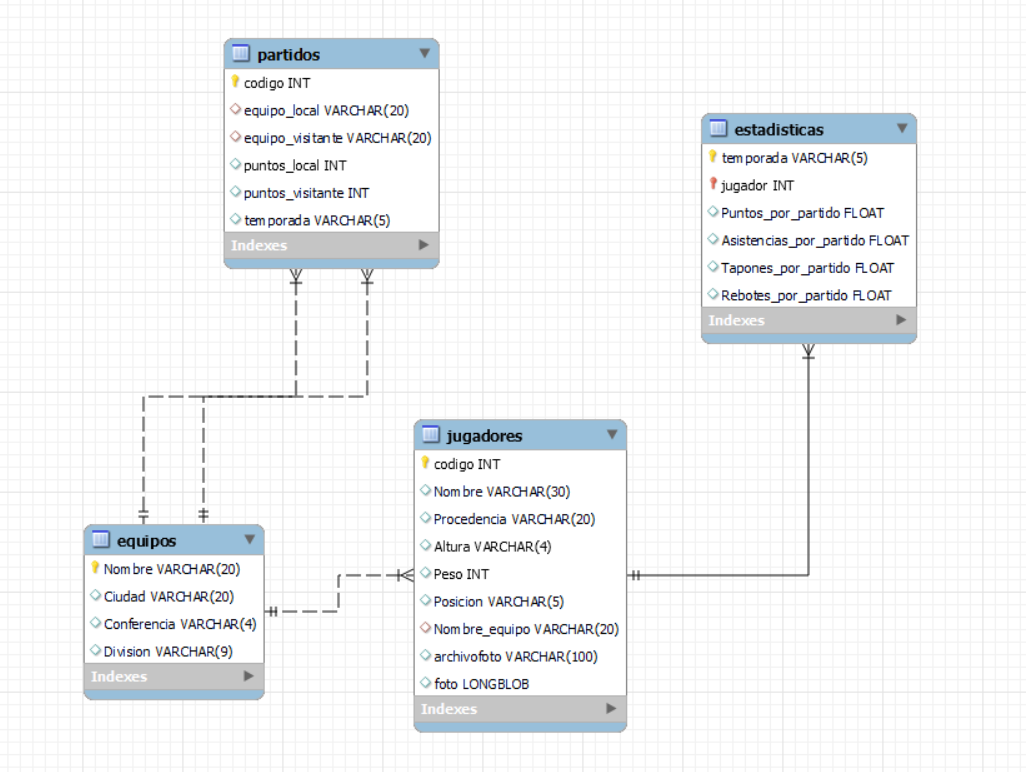 partidos
codigo INT
equipo_local VARCHAR(20)
equipo_visitante VARCHAR(20)
puntos_local INT
puntos_visitante INT
temporada VARCHAR(5)
Indexes
estadisticas
temporada VARCHAR(5)
jugador INT
Puntos_por_partido FLOAT
Asistencias_por_partido FLOAT
Tapones_por_partido FLOAT
Rebotes_por_partido FLOAT
Indexes
jugadores
codigo INT
Nombre VARCHAR(30)
Procedencia VARCHAR(20)
Altura VARCHAR(4)
Peso INT
Posicion VARCHAR(5)
Nombre_equipo VARCHAR(20)
archivofoto VARCHAR(100)
foto LONGBLOB
Indexes
equipos
Nombre VARCHAR(20)
Ciudad VARCHAR(20)
Conferencia VARCHAR(4)
Division VARCHAR(9)
Indexes